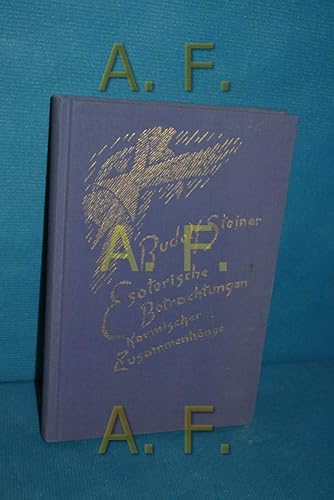 A. F.
Rudolf Steiner
A. F.
Esoterische
Betrachtungen
Karmischer
Zusammenhänge
A. F.